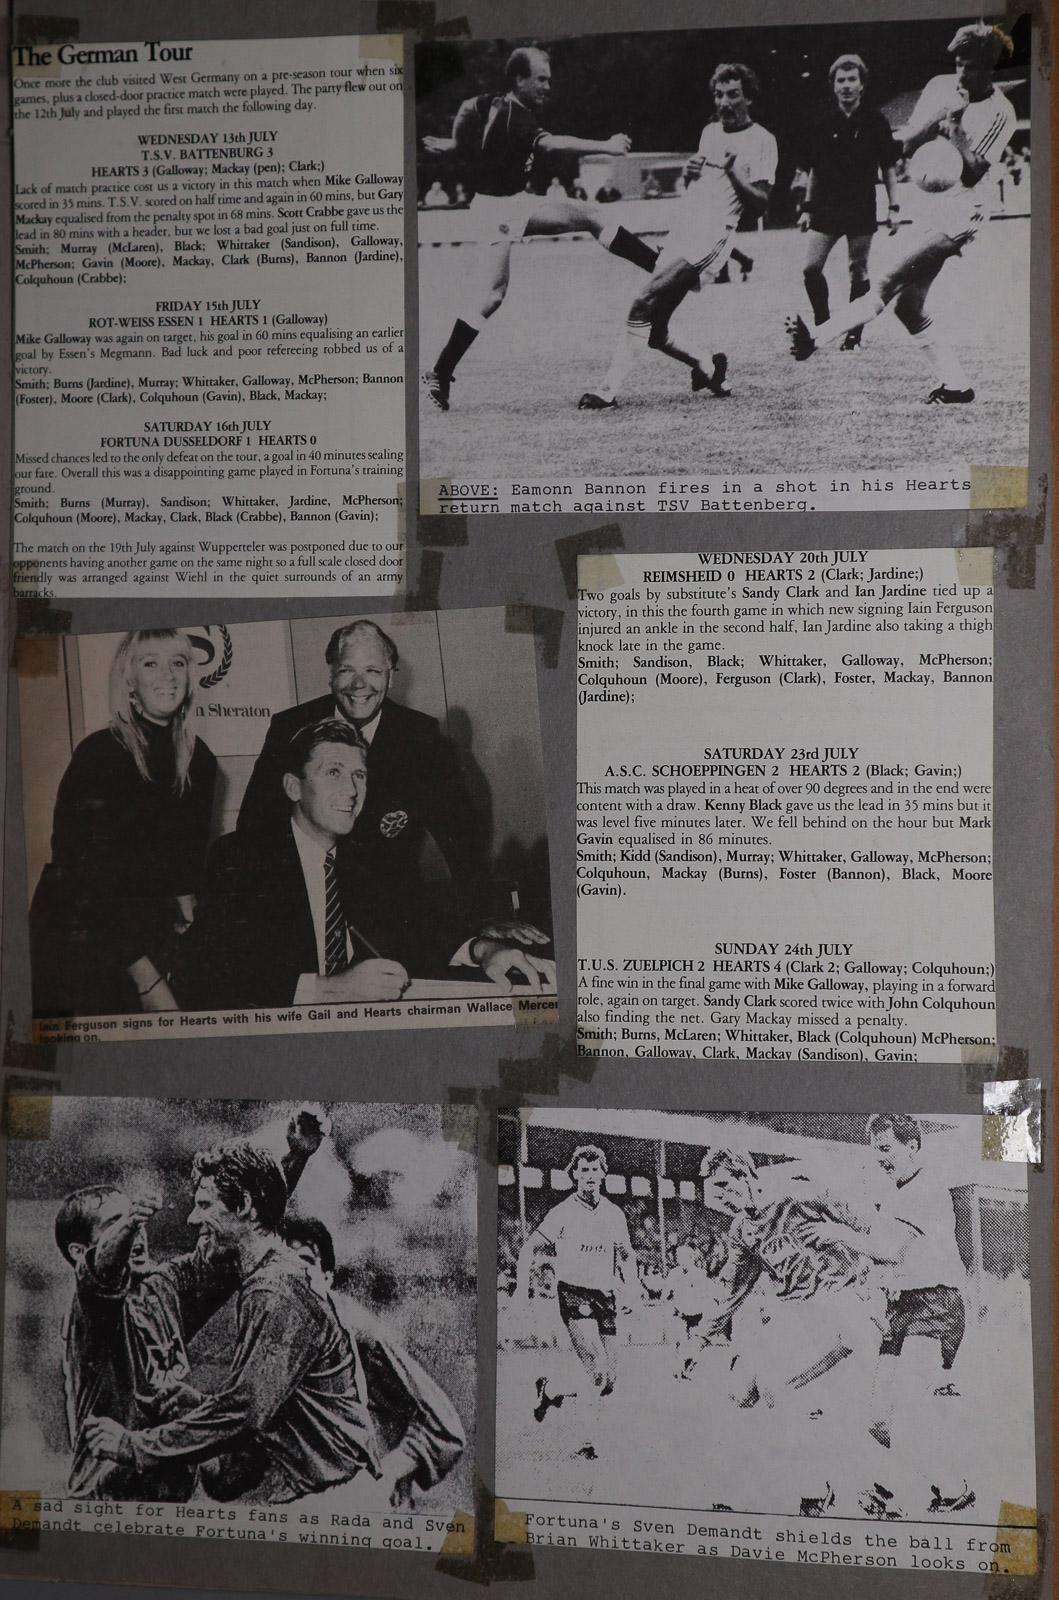 The German Tour
Once more the club visited West Germany on a pre-season tour when six
games, plus a closed-door practice match were played. The party flew out on
the 12th July and played the first match the following day.
WEDNESDAY 13th JULY
T.S.V. BATTENBURG 3
HEARTS 3 (Galloway; Mackay (pen); Clark;)
Lack of match practice cost us a victory in this match when Mike Galloway
scored in 35 mins. T.S.V. scored on half time and again in 60 mins, but Gary
Mackay equalised from the penalty spot in 68 mins. Scott Crabbe gave us the
lead in 80 mins with a header, but we lost a bad goal just on full time.
Smith; Murray (McLaren), Black; Whittaker (Sandison), Galloway,
McPherson; Gavin (Moore), Mackay, Clark (Burns), Bannon (Jardine),
Colquhoun (Crabbe);
FRIDAY 15th JULY
ROT-WEISS ESSEN 1 HEARTS 1 (Galloway)
Mike Galloway was again on target, his goal in 60 mins equalising an earlier
goal by Essen's Megmann. Bad luck and poor refereeing robbed us of a
victory.
Smith; Burns (Jardine), Murray; Whittaker, Galloway, McPherson; Bannon
(Foster), Moore (Clark), Colquhoun (Gavin), Black, Mackay;
SATURDAY 16th JULY
FORTUNA DUSSELDORF 1 HEARTS 0
Missed chances led to the only defeat on the tour, a goal in 40 minutes sealing
our fate. Overall this was a disappointing game played in Fortuna's training
ground.
Smith; Burns (Murray), Sandison; Whittaker, Jardine, McPherson;
Colquhoun (Moore), Mackay, Clark, Black (Crabbe), Bannon (Gavin);
The match on the 19th July against Wupperteler was postponed due to our
opponents having another game on the same night so a full scale closed door
friendly was arranged against Wiehl in the quiet surrounds of an army
barracks.
ABOVE: Eamonn Bannon fires in a shot in his Hearts
return match against TSV Battenberg.
WEDNESDAY 20th JULY
REIMSHEID 0 HEARTS 2 (Clark; Jardine;)
Two goals by substitute's Sandy Clark and Ian Jardine tied up a
victory, in this the fourth game in which new signing Iain Ferguson
injured an ankle in the second half, Ian Jardine also taking a thigh
knock late in the game.
Smith; Sandison, Black; Whittaker, Galloway, McPherson;
Colquhoun (Moore), Ferguson (Clark), Foster, Mackay, Bannon
(Jardine);
SATURDAY 23rd JULY
A.S.C. SCHOEPPINGEN 2 HEARTS 2 (Black; Gavin;)
This match was played in a heat of over 90 degrees and in the end were
content with a draw. Kenny Black gave us the lead in 35 mins but it
was level five minutes later. We fell behind on the hour but Mark
Gavin equalised in 86 minutes.
Smith; Kidd (Sandison), Murray; Whittaker, Galloway, McPherson;
Colquhoun, Mackay (Burns), Foster (Bannon), Black, Moore
(Gavin).
SUNDAY 24th JULY
T.U.S. ZUELPICH 2 HEARTS 4 (Clark 2; Galloway; Colquhoun;)
A fine win in the final game with Mike Galloway, playing in a forward
role, again on target. Sandy Clark scored twice with John Colquhoun
also finding the net. Gary Mackay missed a penalty.
Smith; Burns, McLaren; Whittaker, Black (Colquhoun) McPherson;
Bannon, Galloway, Clark, Mackay (Sandison), Gavin;
S
n Sheraton
Iain Ferguson signs for Hearts with his wife Gail and Hearts chairman Wallace Mercer
looking on.
A sad sight for Hearts fans as Rada and Sven
Demandt celebrate Fortuna's winning goal.
Fortuna's Sven Demandt shields the ball from
Brian Whittaker as Davie McPherson looks on.